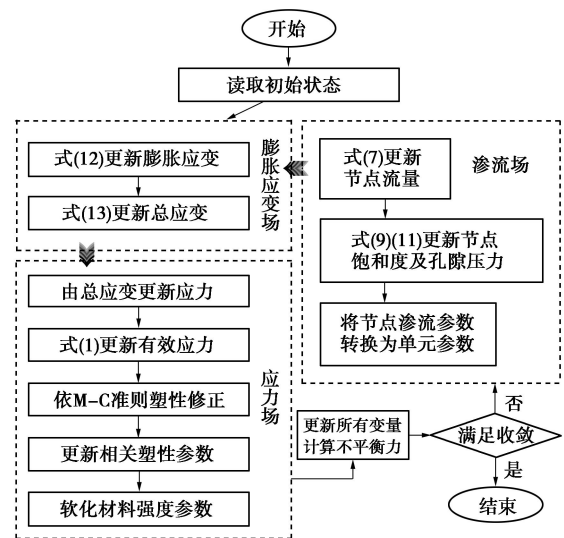 开始
读取初始状态
式(12)更新膨胀应变
式(13)更新总应变
膨胀应变场
式(7)更新
节点流量
渗流场
式(9)(11)更新节点
饱和度及孔隙压力
将节点渗流参数
转换为单元参数
由总应变更新应力
式(1)更新有效应力
依M-C准则塑性修正
更新相关塑性参数
软化材料强度参数
应力场
更新所有变量
计算不平衡力
满足收敛
否
是
结束